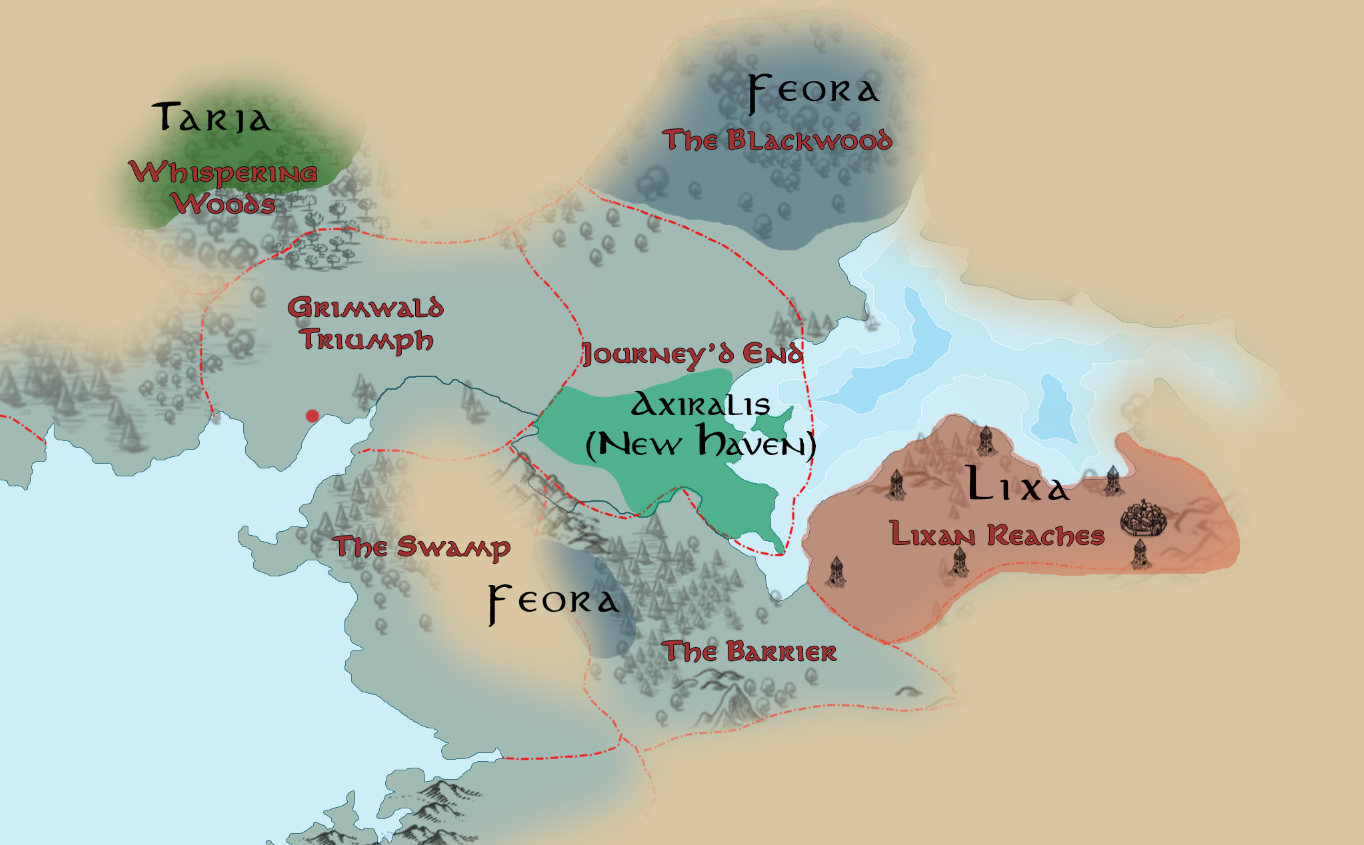 Feora
Tarja
The Blackwood
Whispering
Woods
Grimwald
Triumph
Journey'd End
Axiralis
(New Haven)
Lixa
Lixan Reaches
The Swamp
Feora
The Barrier